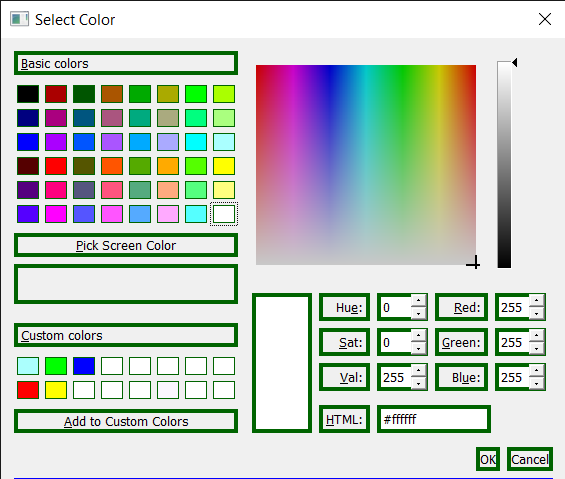 Select Color
Basic colors
Pick Screen Color
Custom colors
Add to Custom Colors
Hue: 0 Red: 255
Sat: 0 Green: 255
Val: 255 Blue: 255
HTML: #ffffff
OK Cancel